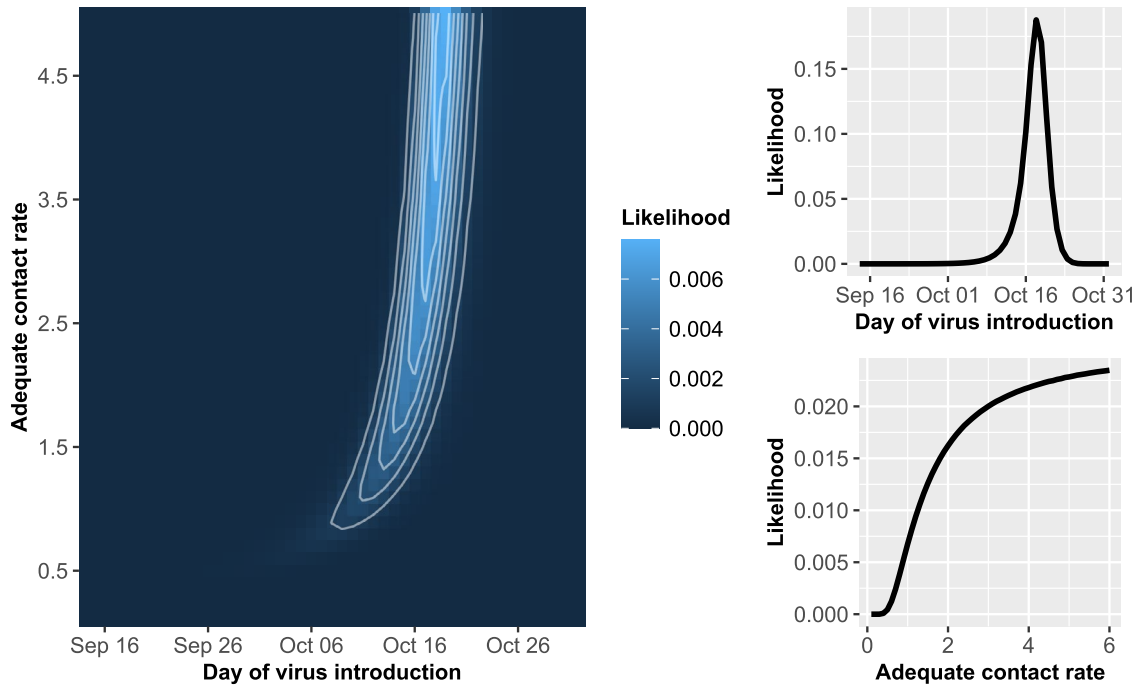 4.5
3.5
2.5
1.5
0.5
Adequate contact rate
Sep 16 Sep 26 Oct 06 Oct 16 Oct 26
Day of virus introduction
Likelihood
0.006
0.004
0.002
0.000
0.15
0.10
0.05
0.00
Likelihood
Sep 16 Oct 01 Oct 16 Oct 31
Day of virus introduction
0.020
0.015
0.010
0.005
0.000
Likelihood
0 2 4 6
Adequate contact rate